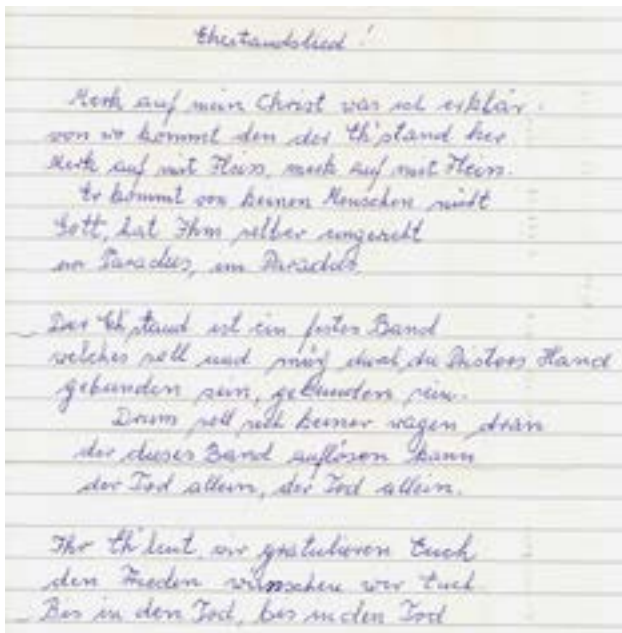 Ehestandslied!
Merk auf mein Christ was ich erklär.
von wo kommt den der Eh'stand her
Merk auf mit Fleiss, merk auf mit Fleiss.
Er kommt von keinen Menschen nicht
Gott, hat Ihm selber eingericht
im Paradies, im Paradies.
Der Eh'stand ist ein festes Band
welches soll und muß durch die Priesters Hand
gebunden sein, gebunden sein.
Drum soll sich keiner wagen dran
der dieses Band auflösen kann
der Tod allein, der Tod allein.
Ihr Eh'leut, wir gratulieren Euch
den Frieden wünschen wir Euch
Bis in den Tod, bis in den Tod